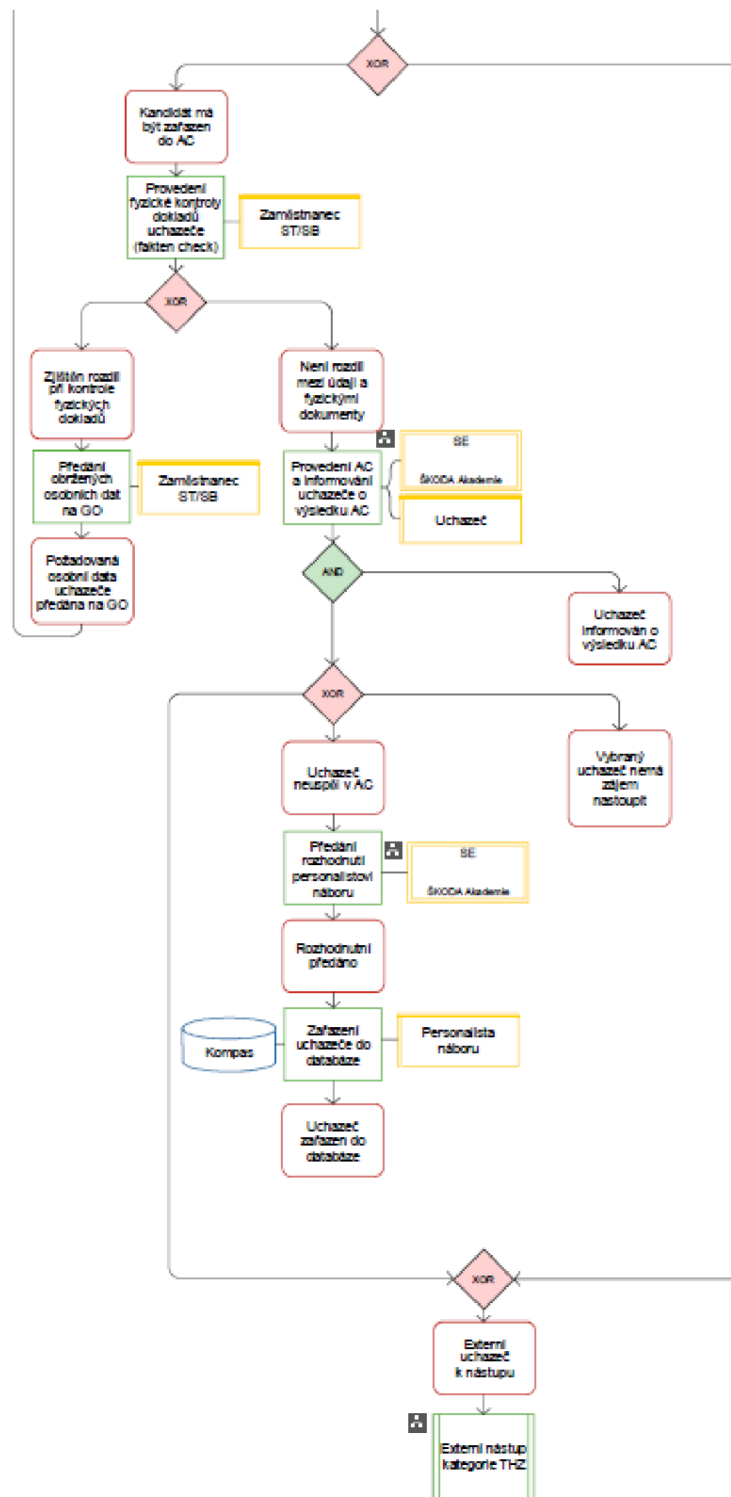 XOR
Kandidát má
být zařazen
do AC
Provedení
fyzické kontroly
dokladů
uchazeče
(fakten check)
Zaměstnanec
ST/SB
XOR
Zjištěn rozdíl
při kontrole
fyzických
dokladů
Není rozdíl
mezi údaji a
fyzickými
dokumenty
Předání
obržených
osobních dat
na GO
Zaměstnanec
ST/SB
Provedení AC
a informování
uchazeče o
výsledku AC
SE
ŠKODA Akademie
Uchazeč
Požadovaná
osobní data
uchazeče
předána na GO
AND
Uchazeč
informován o
výsledku AC
XOR
Uchazeč
neuspěl v AC
Vybraný
uchazeč nemá
zájem
nastoupit
Předání
rozhodnutí
personalistovi
náboru
SE
ŠKODA Akademie
Rozhodnutní
předáno
Kompas
Zařazení
uchazeče do
databáze
Personalista
náboru
Uchazeč
zařazen do
databáze
XOR
Externí
uchazeč
k nástupu
Externí nástup
kategorie THZ